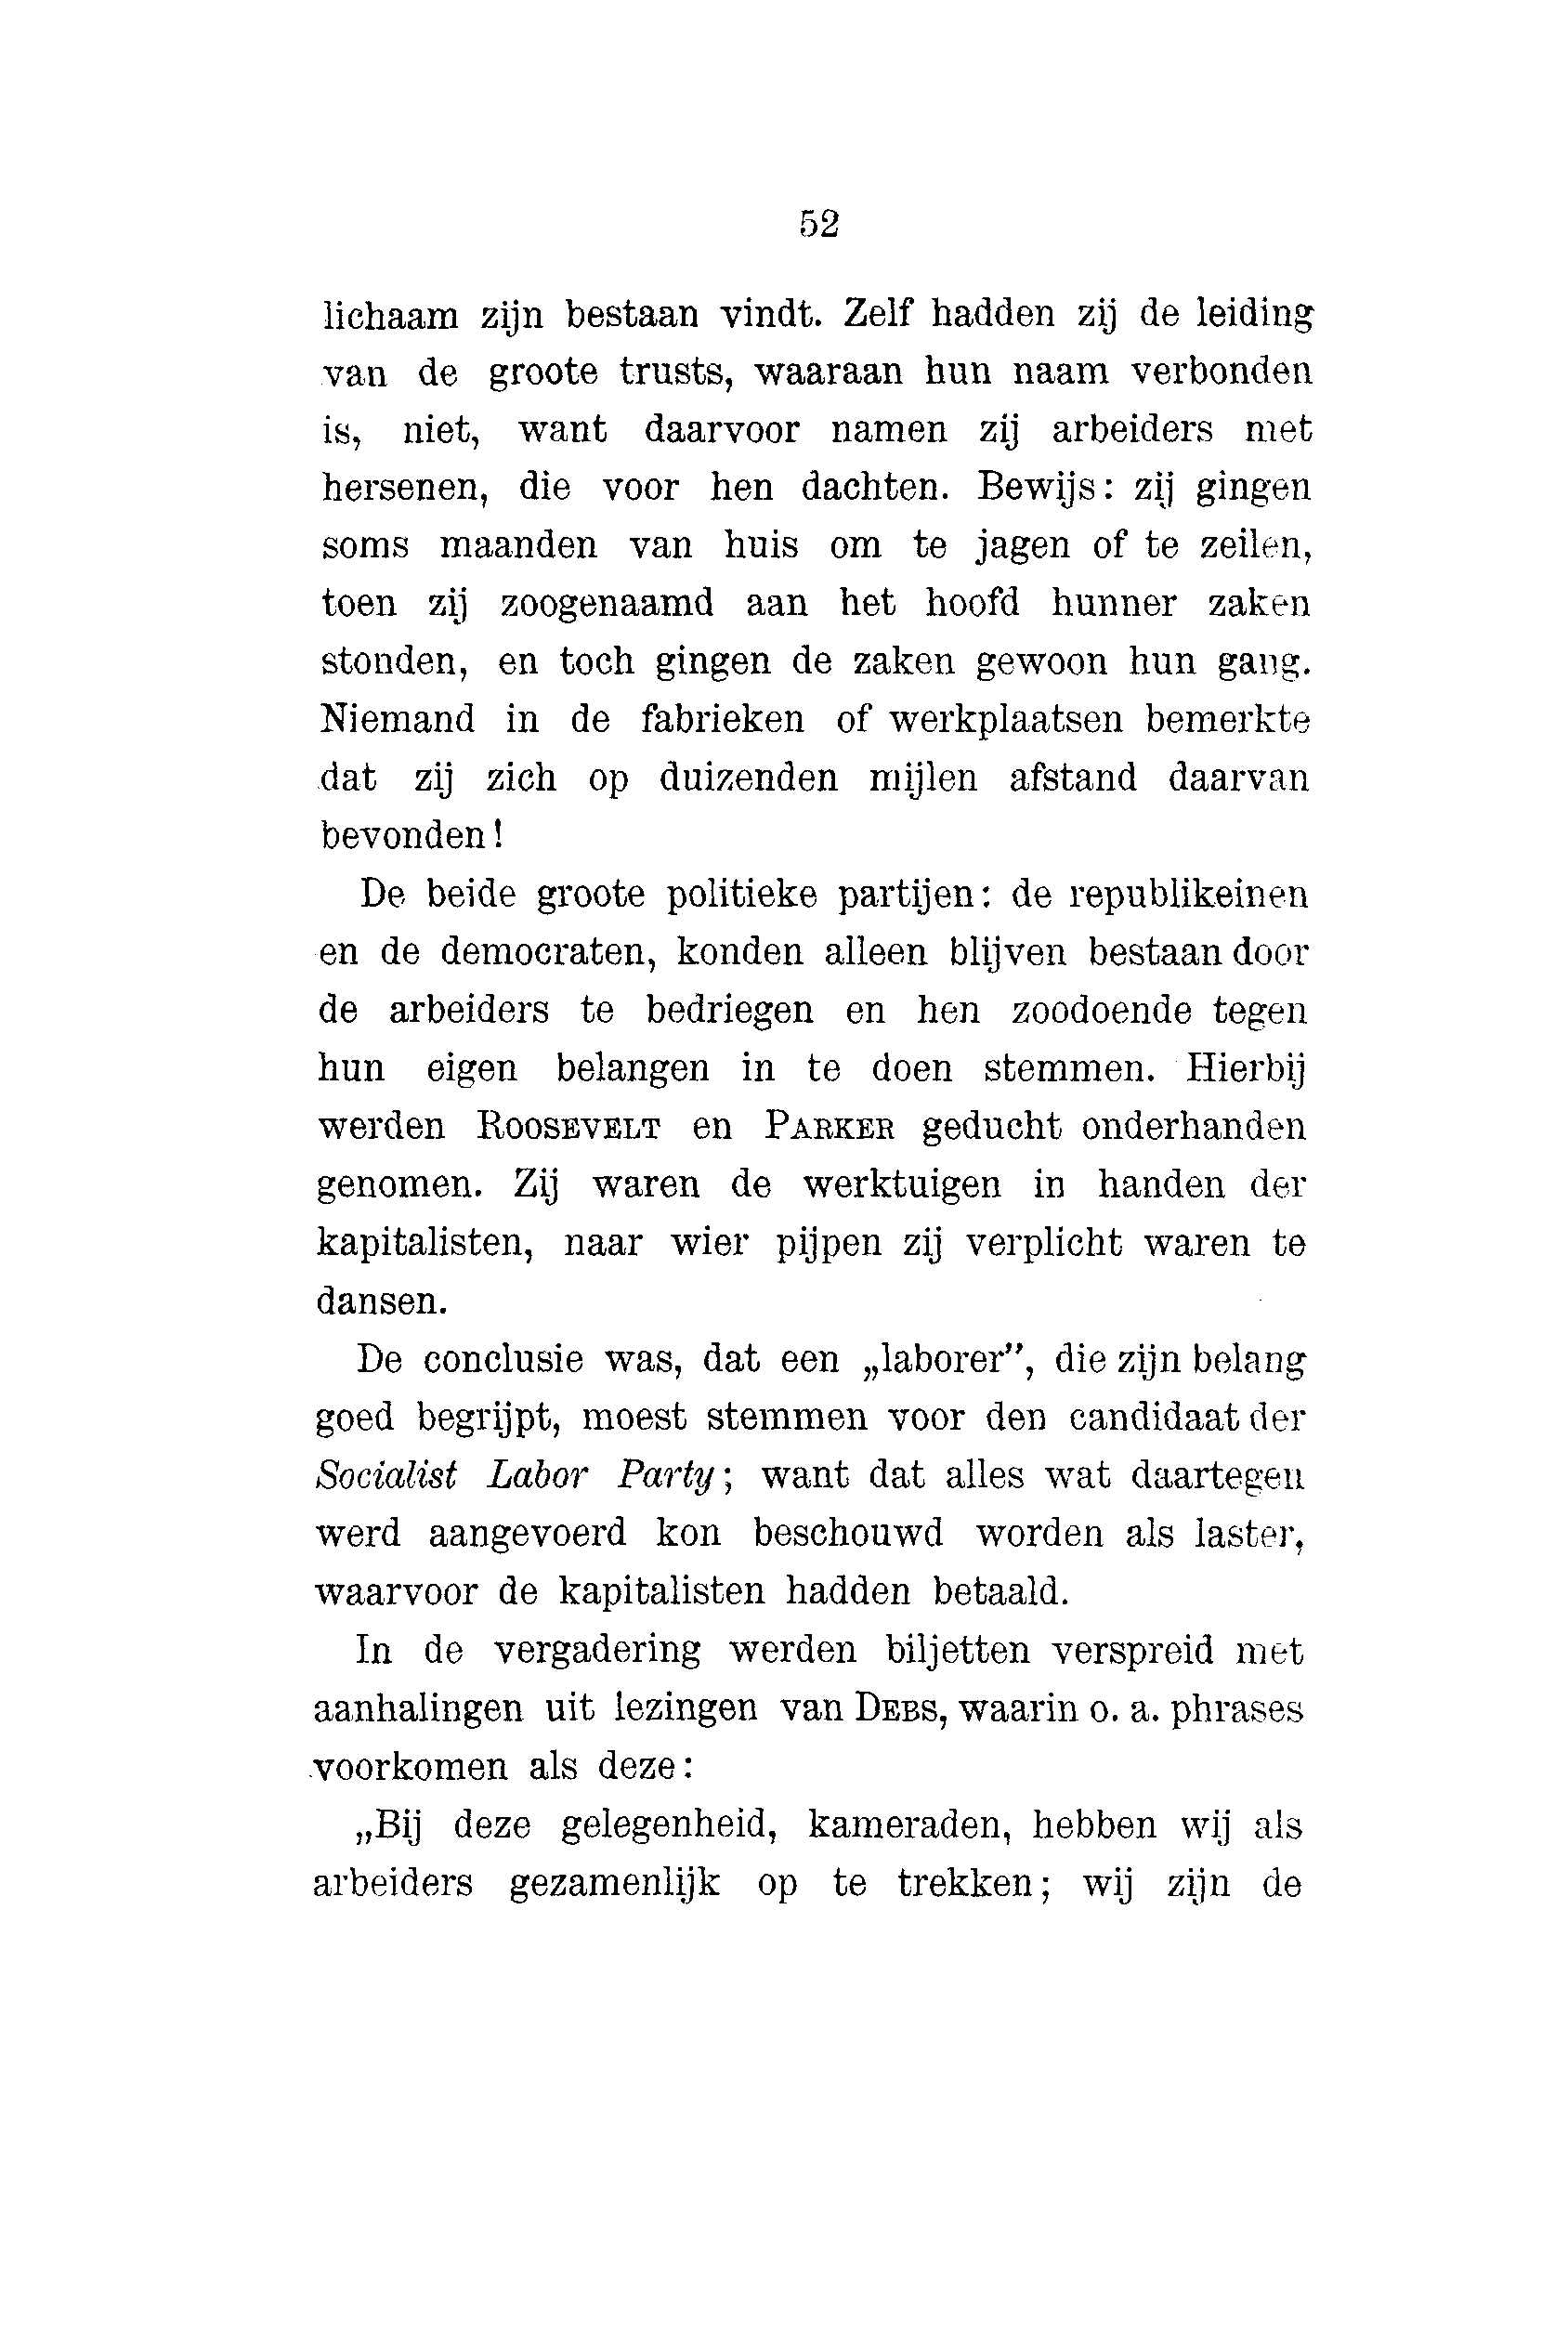 52
lichaam zijn bestaan vindt. Zelf hadden zij de leiding
van de groote trusts, waaraan hun naam verbonden
is, niet, want daarvoor namen zij arbeiders met
hersenen, die voor hen dachten. Bewijs: zij gingen
soms maanden van huis om te jagen of te zeilen,
toen zij zoogenaamd aan het hoofd hunner zaken
stonden, en toch gingen de zaken gewoon hun gang.
Niemand in de fabrieken of werkplaatsen bemerkte
dat zij zich op duizenden mijlen afstand daarvan
bevonden!
De beide groote politieke partijen: de republikeinen
en de democraten, konden alleen blijven bestaan door
de arbeiders te bedriegen en hen zoodoende tegen
hun eigen belangen in te doen stemmen. Hierbij
werden ROOSEVELT en PARKER geducht onderhanden
genomen. Zij waren de werktuigen in handen der
kapitalisten, naar wier pijpen zij verplicht waren te
dansen.
De conclusie was, dat een „laborer”, die zijn belang
goed begrijpt, moest stemmen voor den candidaat der
Socialist Labor Party; want dat alles wat daartegen
werd aangevoerd kon beschouwd worden als laster,
waarvoor de kapitalisten hadden betaald.
In de vergadering werden biljetten verspreid met
aanhalingen uit lezingen van DEBS, waarin o. a. phrases
voorkomen als deze:
„Bij deze gelegenheid, kameraden, hebben wij als
arbeiders gezamenlijk op te trekken; wij zijn de